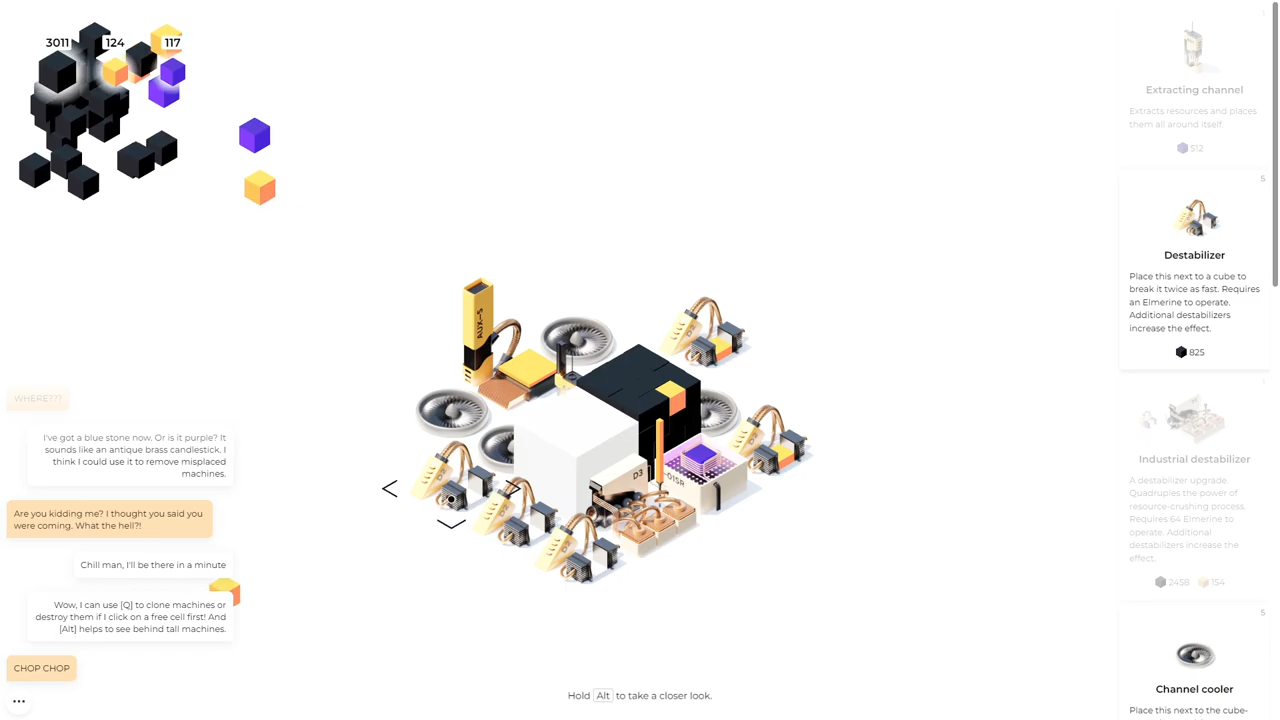 3011
124
117
WHERE???
I've got a blue stone now. Or is it purple? It
sounds like an antique brass candlestick. I
think I could use it to remove misplaced
machines.
Are you kidding me? I thought you said you
were coming. What the hell?!
Chill man, I'll be there in a minute
Wow, I can use [Q] to clone machines or
destroy them if I click on a free cell first! And
[Alt] helps to see behind tall machines.
CHOP CHOP
...
AUX-5
D3
-01SR
Hold Alt to take a closer look.
Extracting channel
Extracts resources and places
them all around itself.
512
5
Destabilizer
Place this next to a cube to
break it twice as fast. Requires
an Elmerine to operate.
Additional destabilizers
increase the effect.
825
Industrial destabilizer
A destabilizer upgrade.
Quadruples the power of
resource-crushing process.
Requires 64 Elmerine to
operate. Additional
destabilizers increase the
effect.
2458 154
5
Channel cooler
Place this next to the cube-